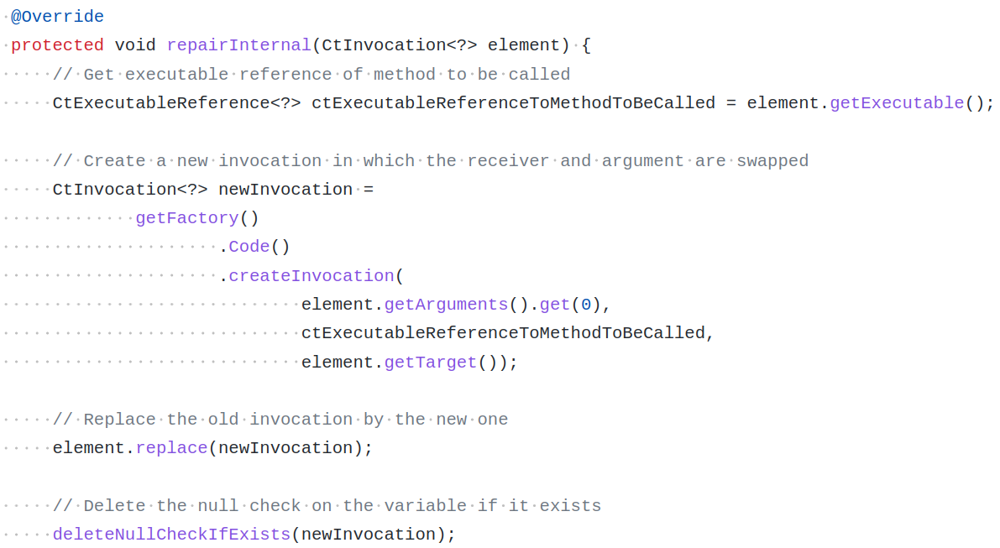 @Override
protected void repairInternal(CtInvocation<?> element) {
    // Get executable reference of method to be called
    CtExecutableReference<?> ctExecutableReferenceToMethodToBeCalled = element.getExecutable();

    // Create a new invocation in which the receiver and argument are swapped
    CtInvocation<?> newInvocation =
            getFactory()
                    .Code()
                    .createInvocation(
                            element.getArguments().get(0),
                            ctExecutableReferenceToMethodToBeCalled,
                            element.getTarget());

    // Replace the old invocation by the new one
    element.replace(newInvocation);

    // Delete the null check on the variable if it exists
    deleteNullCheckIfExists(newInvocation);